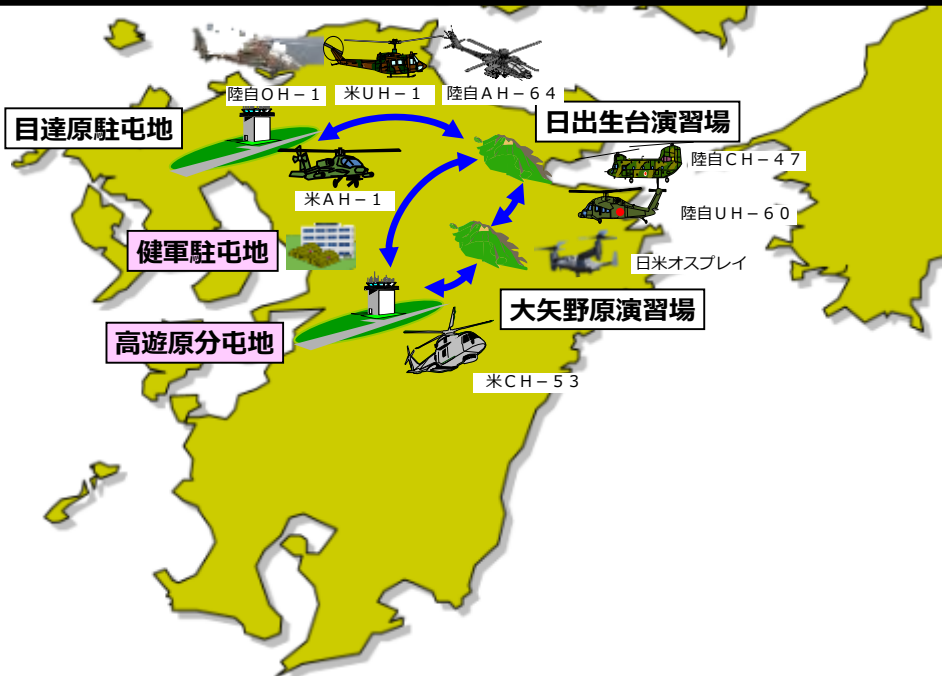 陸自ＯＨ－１
米ＵＨ－１
陸自ＡＨ－６４
目達原駐屯地
日出生台演習場
陸自ＣＨ－４７
米ＡＨ－１
陸自ＵＨ－６０
健軍駐屯地
日米オスプレイ
大矢野原演習場
高遊原分屯地
米ＣＨ－５３